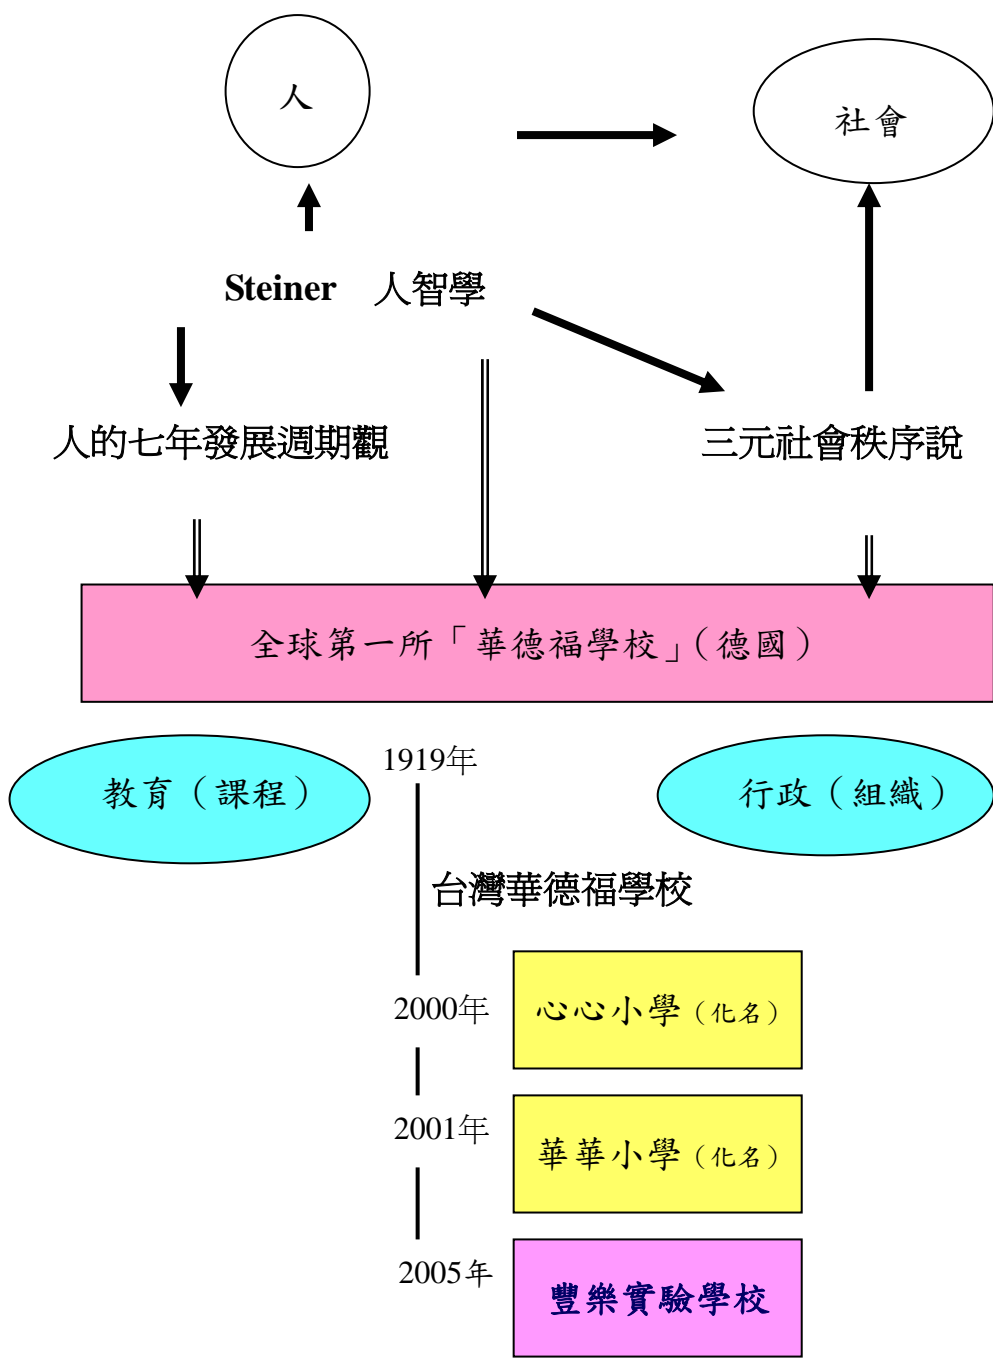 人
社會
Steiner 人智學
人的七年發展週期觀
三元社會秩序說
全球第一所「華德福學校」（德國）
教育（課程）
1919年
行政（組織）
台灣華德福學校
2000年
心心小學（化名）
2001年
華華小學（化名）
2005年
豐樂實驗學校